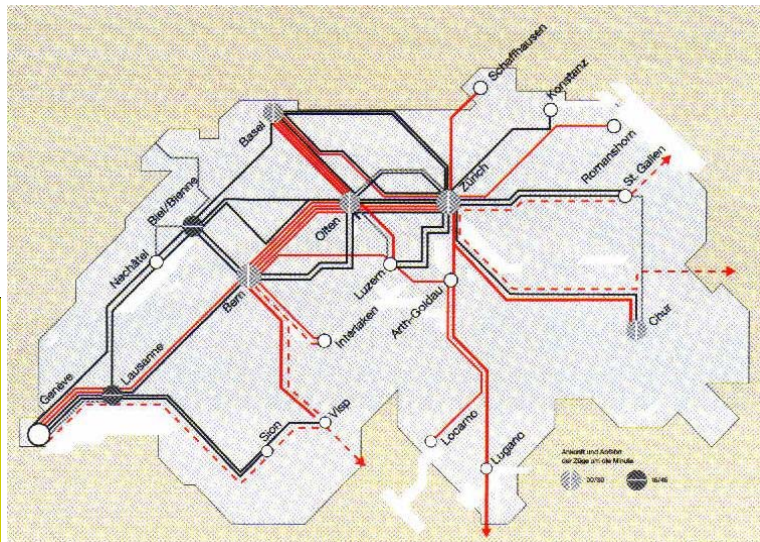 Schaffhausen
Konstanz
Basel
Romanshorn
Zürich
St. Gallen
Biel/Bienne
Olten
Nechâtel
Luzern
Bern
Arth-Goldau
Chur
Interlaken
Lausanne
Genève
Visp
Sion
Locarno
Lugano
Ankunft und Abfahrt
der Züge um die Minute
00/30
15/45